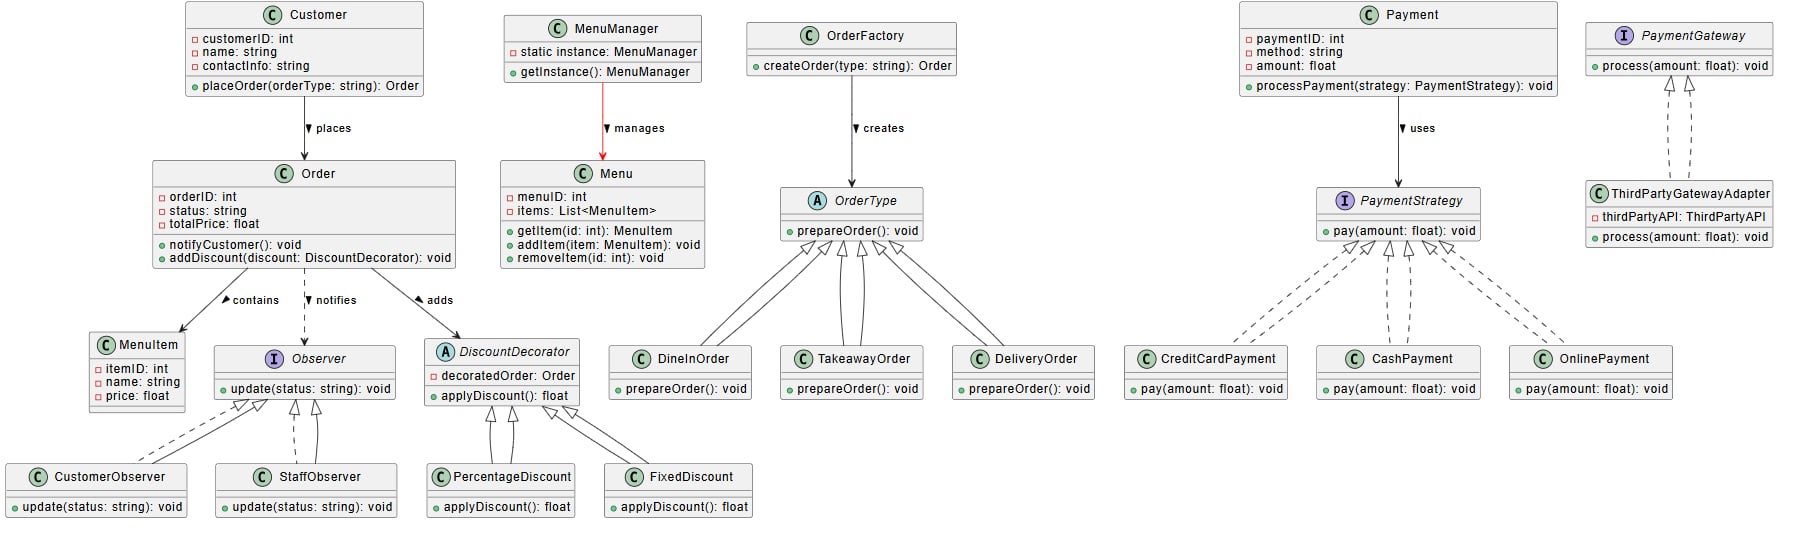 C Customer
customerID: int
name: string
contactInfo: string
placeOrder(orderType: string): Order
C MenuManager
static instance: MenuManager
getInstance(): MenuManager
C OrderFactory
createOrder(type: string): Order
C Payment
paymentID: int
method: string
amount: float
processPayment(strategy: PaymentStrategy): void
I PaymentGateway
process(amount: float): void
places
manages
creates
uses
C Order
orderID: int
status: string
totalPrice: float
notifyCustomer(): void
addDiscount(discount: DiscountDecorator): void
C Menu
menuID: int
items: List<MenuItem>
getItem(id: int): MenuItem
addItem(item: MenuItem): void
removeItem(id: int): void
A OrderType
prepareOrder(): void
I PaymentStrategy
pay(amount: float): void
C ThirdPartyGatewayAdapter
thirdPartyAPI: ThirdPartyAPI
process(amount: float): void
contains
notifies
adds
C MenuItem
itemID: int
name: string
price: float
I Observer
update(status: string): void
A DiscountDecorator
decoratedOrder: Order
applyDiscount(): float
C DineInOrder
prepareOrder(): void
C TakeawayOrder
prepareOrder(): void
C DeliveryOrder
prepareOrder(): void
C CreditCardPayment
pay(amount: float): void
C CashPayment
pay(amount: float): void
C OnlinePayment
pay(amount: float): void
C CustomerObserver
update(status: string): void
C StaffObserver
update(status: string): void
C PercentageDiscount
applyDiscount(): float
C FixedDiscount
applyDiscount(): float